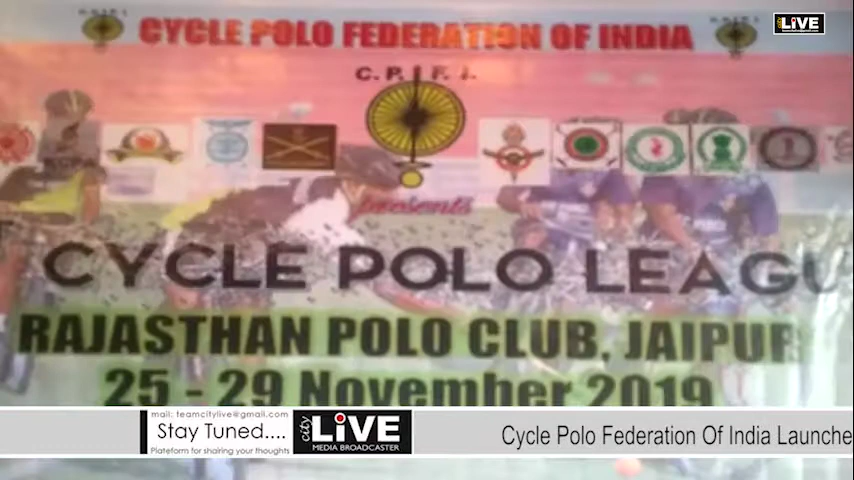 LIVE
CYCLE POLO FEDERATION OF INDIA
C. P. F. I.
presents
CYCLE POLO LEAGU
RAJASTHAN POLO CLUB, JAIPUR
25 - 29 November 2019
mail: teamcitylive@gmail.com
Stay Tuned....
Plateform for shairing your thoughts
city LIVE
MEDIA BROADCASTER
Cycle Polo Federation Of India Launche